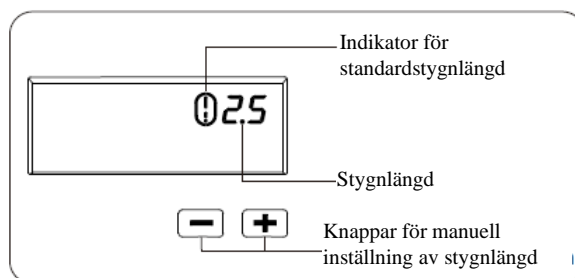 Indikator för
standardstygnlängd
2.5
Stygnlängd
Knappar för manuell
inställning av stygnlängd